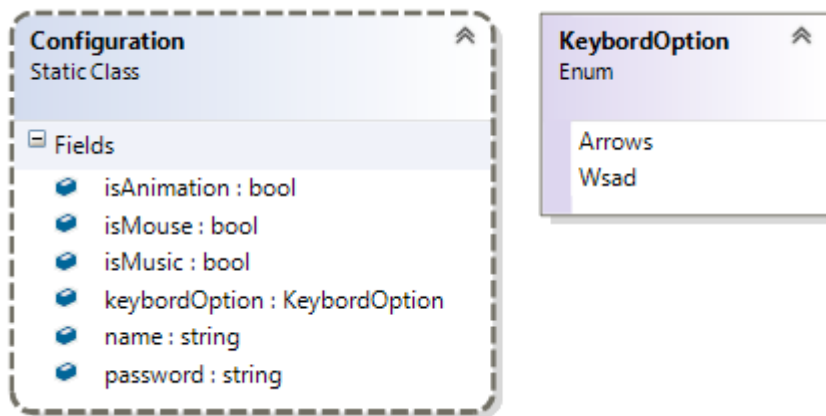 Configuration
Static Class
Fields
isAnimation : bool
isMouse : bool
isMusic : bool
keybordOption : KeybordOption
name : string
password : string
KeybordOption
Enum
Arrows
Wsad